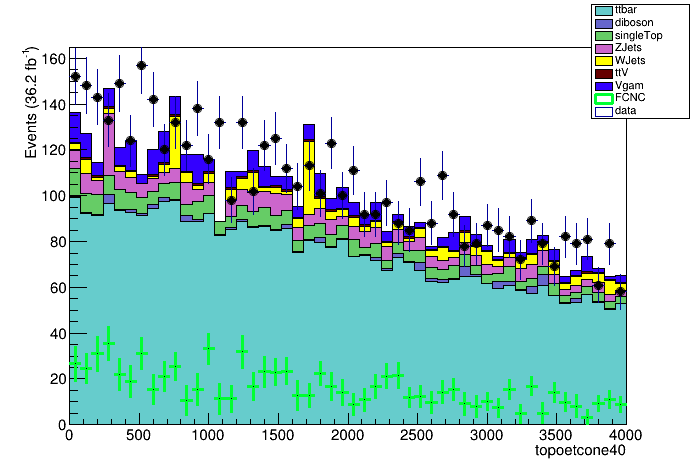 ttbar
diboson
singleTop
ZJets
WJets
ttV
Vgam
FCNC
data
Events (36.2 fb⁻¹)
160
140
120
100
80
60
40
20
0
0 500 1000 1500 2000 2500 3000 3500 4000
topoetcone40